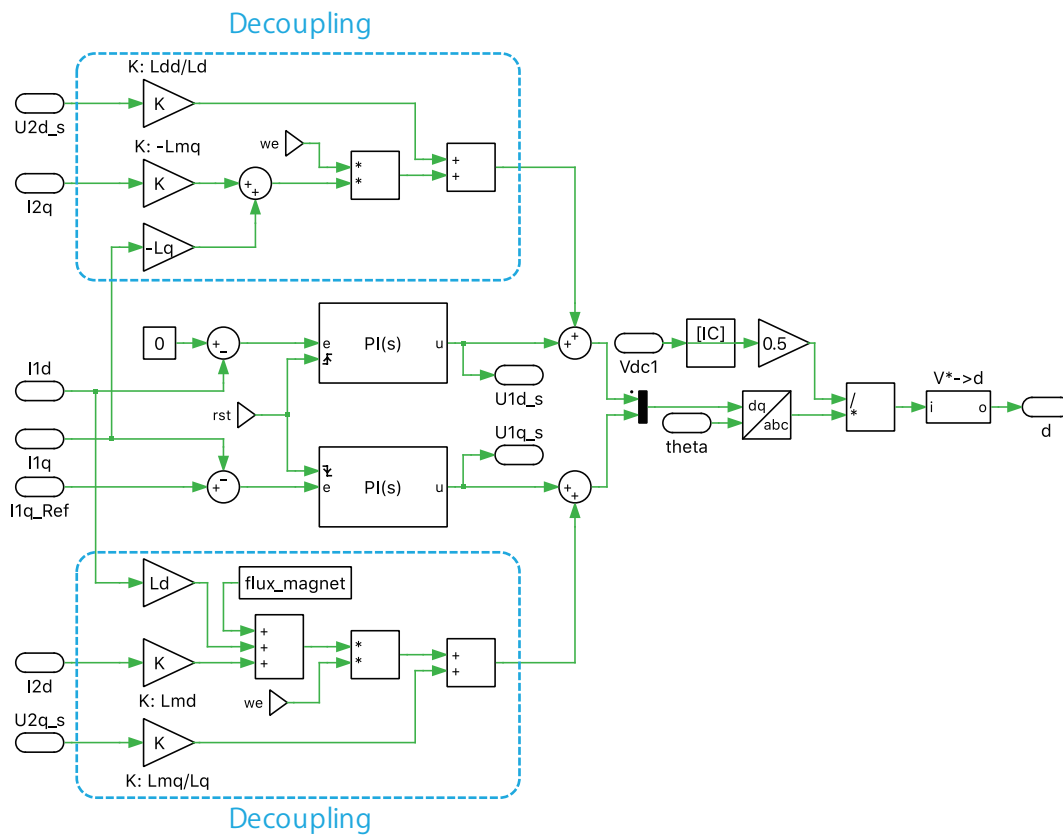 Decoupling
K: Ldd/Ld
K
U2d_s
we
K: -Lmq
*
*
+
+
K
+
+
I2q
-Lq
0
+
-
e
PI(s)
u
+
+
Vdc1
[IC]
0.5
I1d
U1d_s
V*->d
rst
dq
abc
/
*
i
o
d
I1q
U1q_s
theta
I1q_Ref
-
+
e
PI(s)
u
+
+
Ld
flux_magnet
+
+
+
*
*
+
+
K
I2d
K: Lmd
we
U2q_s
K
K: Lmq/Lq
Decoupling